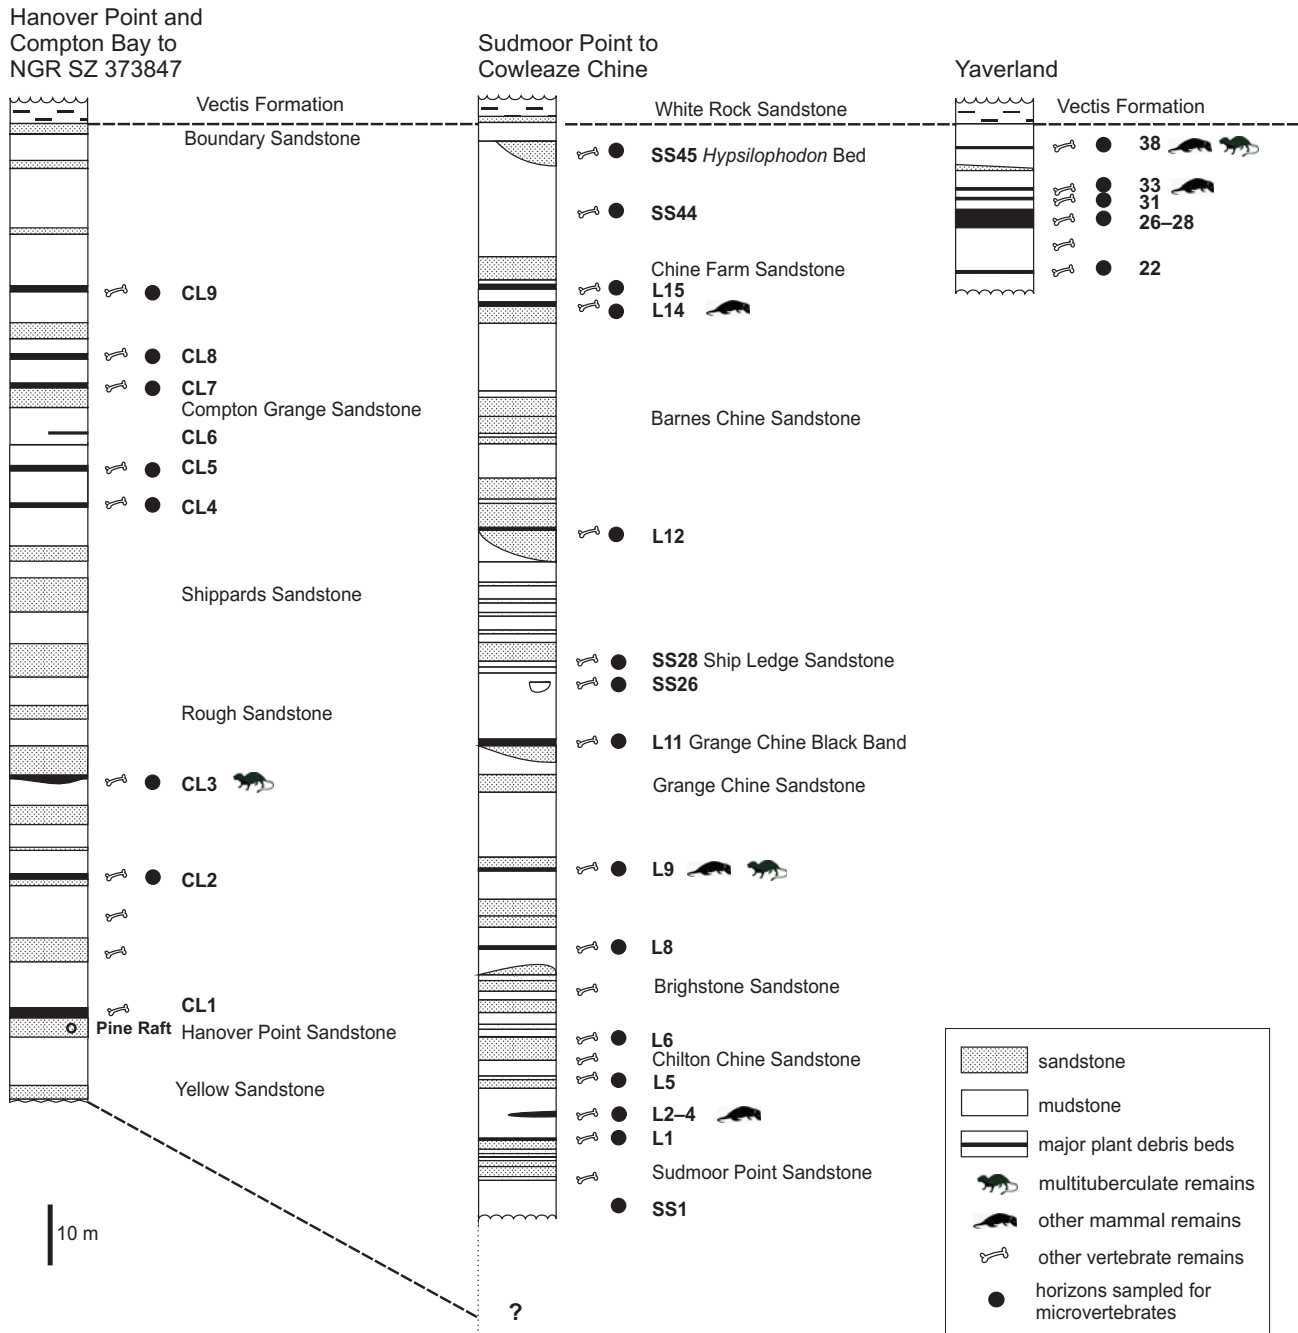 Hanover Point and
Compton Bay to
NGR SZ 373847
Vectis Formation
Boundary Sandstone
CL9
CL8
CL7
Compton Grange Sandstone
CL6
CL5
CL4
Shippards Sandstone
Rough Sandstone
CL3
CL2
CL1
Pine Raft Hanover Point Sandstone
Yellow Sandstone
10 m
Sudmoor Point to
Cowleaze Chine
White Rock Sandstone
SS45 Hypsilophodon Bed
SS44
Chine Farm Sandstone
L15
L14
Barnes Chine Sandstone
L12
SS28 Ship Ledge Sandstone
SS26
L11 Grange Chine Black Band
Grange Chine Sandstone
L9
L8
Brighstone Sandstone
L6
Chilton Chine Sandstone
L5
L2–4
L1
Sudmoor Point Sandstone
SS1
?
Yaverland
Vectis Formation
38
33
31
26–28
22
sandstone
mudstone
major plant debris beds
multituberculate remains
other mammal remains
other vertebrate remains
horizons sampled for
microvertebrates